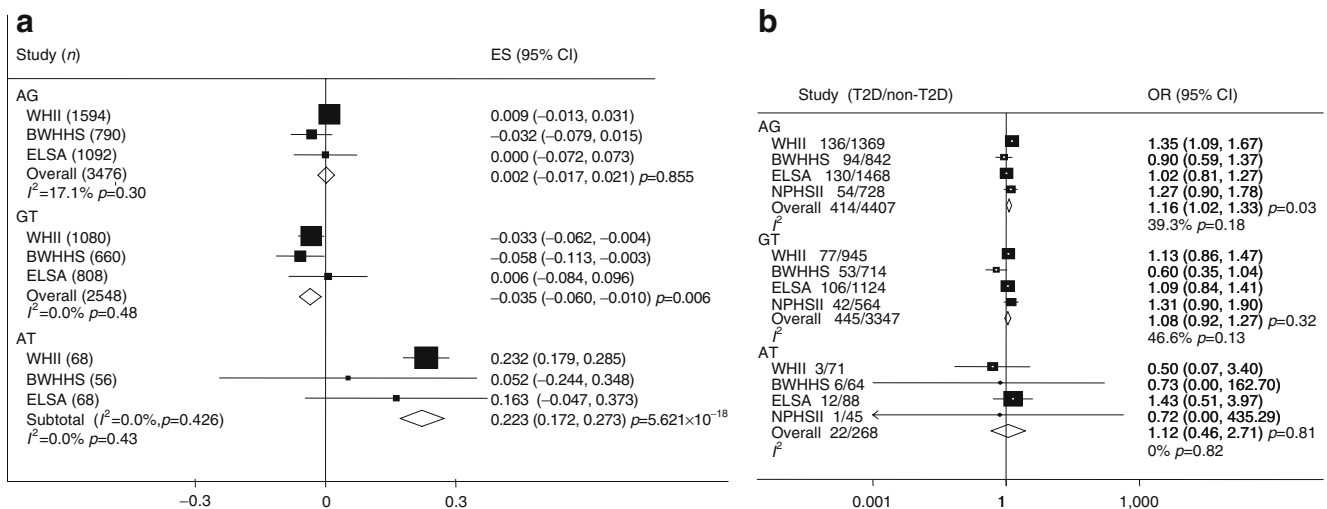 a
Study (n) ES (95% CI)
AG
WHII (1594) 0.009 (−0.013, 0.031)
BWHHS (790) −0.032 (−0.079, 0.015)
ELSA (1092) 0.000 (−0.072, 0.073)
Overall (3476) 0.002 (−0.017, 0.021) p=0.855
I²=17.1% p=0.30
GT
WHII (1080) −0.033 (−0.062, −0.004)
BWHHS (660) −0.058 (−0.113, −0.003)
ELSA (808) 0.006 (−0.084, 0.096)
Overall (2548) −0.035 (−0.060, −0.010) p=0.006
I²=0.0% p=0.48
AT
WHII (68) 0.232 (0.179, 0.285)
BWHHS (56) 0.052 (−0.244, 0.348)
ELSA (68) 0.163 (−0.047, 0.373)
Subtotal (I²=0.0%,p=0.426) 0.223 (0.172, 0.273) p=5.621×10⁻¹⁸
I²=0.0% p=0.43
−0.3 0 0.3
b
Study (T2D/non-T2D) OR (95% CI)
AG
WHII 136/1369 1.35 (1.09, 1.67)
BWHHS 94/842 0.90 (0.59, 1.37)
ELSA 130/1468 1.02 (0.81, 1.27)
NPHSII 54/728 1.27 (0.90, 1.78)
Overall 414/4407 1.16 (1.02, 1.33) p=0.03
I² 39.3% p=0.18
GT
WHII 77/945 1.13 (0.86, 1.47)
BWHHS 53/714 0.60 (0.35, 1.04)
ELSA 106/1124 1.09 (0.84, 1.41)
NPHSII 42/564 1.31 (0.90, 1.90)
Overall 445/3347 1.08 (0.92, 1.27) p=0.32
I² 46.6% p=0.13
AT
WHII 3/71 0.50 (0.07, 3.40)
BWHHS 6/64 0.73 (0.00, 162.70)
ELSA 12/88 1.43 (0.51, 3.97)
NPHSII 1/45 0.72 (0.00, 435.29)
Overall 22/268 1.12 (0.46, 2.71) p=0.81
I² 0% p=0.82
0.001 1 1,000